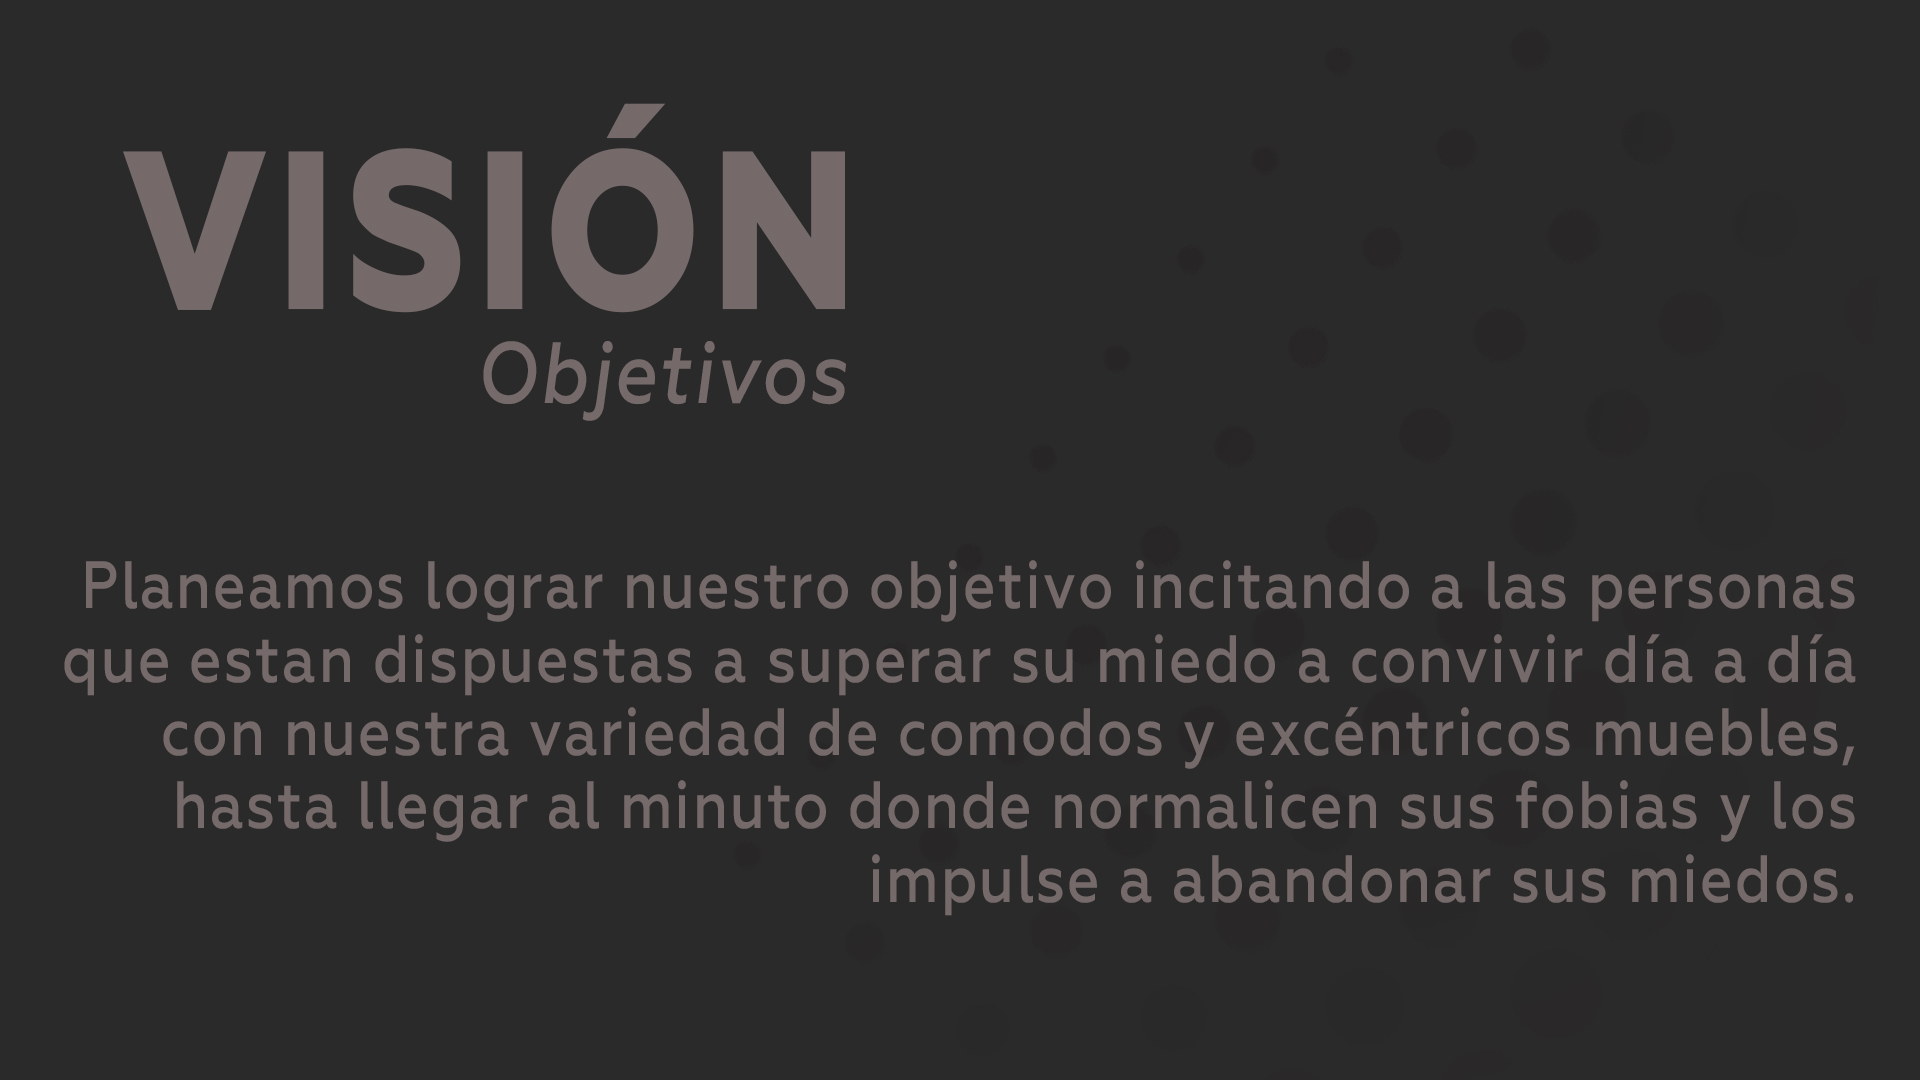 VISIÓN
Objetivos
Planeamos lograr nuestro objetivo incitando a las personas
que estan dispuestas a superar su miedo a convivir día a día
con nuestra variedad de comodos y excéntricos muebles,
hasta llegar al minuto donde normalicen sus fobias y los
impulse a abandonar sus miedos.